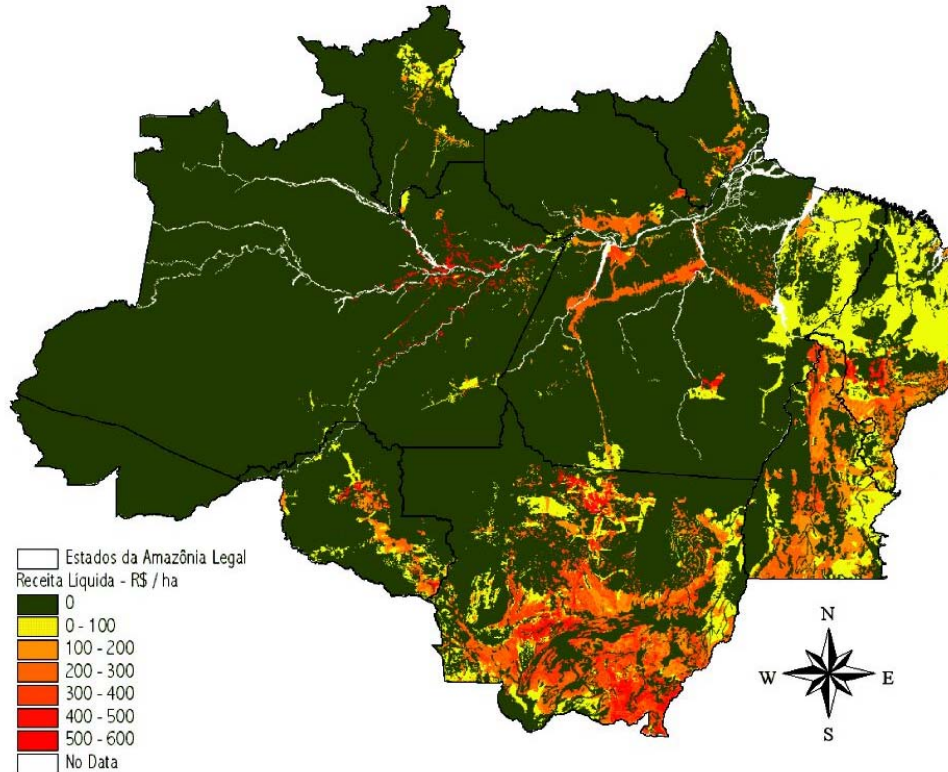 Estados da Amazônia Legal
Receita Liquida - R$ / ha
0
0 - 100
100 - 200
200 - 300
300 - 400
400 - 500
500 - 600
No Data
N
W E
S